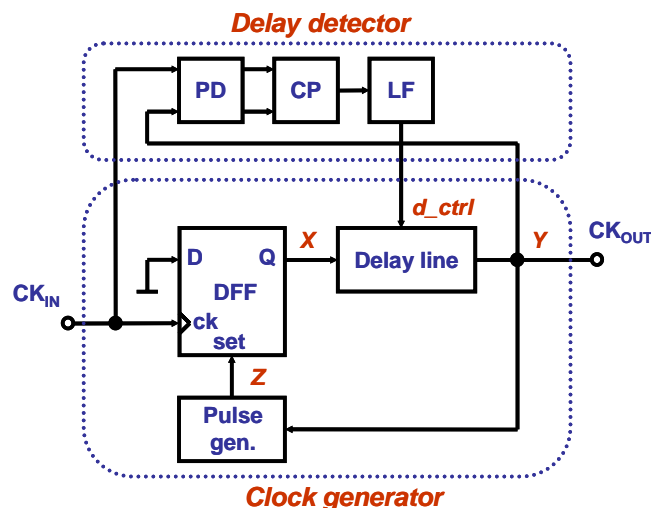 Delay detector
PD
CP
LF
d_ctrl
X
Y
CK_OUT
D
Q
DFF
Delay line
CK_IN
ck
set
Z
Pulse
gen.
Clock generator